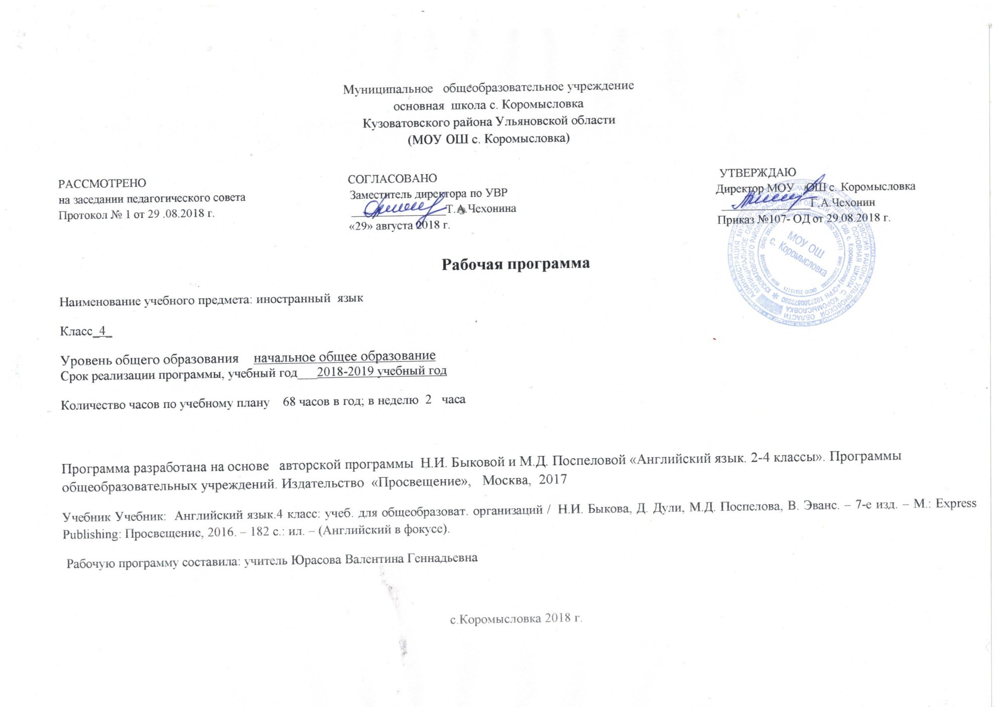 Муниципальное общеобразовательное учреждение
основная школа с. Коромысловка
Кузоватовского района Ульяновской области
(МОУ ОШ с. Коромысловка)
РАССМОТРЕНО
на заседании педагогического совета
Протокол № 1 от 29 .08.2018 г.
СОГЛАСОВАНО
Заместитель директора по УВР
Т.А.Чехонина
«29» августа 2018 г.
УТВЕРЖДАЮ
Директор МОУ ОШ с. Коромысловка
Г.А.Чехонин
Приказ №107- ОД от 29.08.2018 г.
МОУ ОШ
с. Коромысловка
Рабочая программа
Наименование учебного предмета: иностранный язык
Класс_4_
Уровень общего образования начальное общее образование
Срок реализации программы, учебный год___2018-2019 учебный год
Количество часов по учебному плану 68 часов в год; в неделю 2 часа
Программа разработана на основе авторской программы Н.И. Быковой и М.Д. Поспеловой «Английский язык. 2-4 классы». Программы
общеобразовательных учреждений. Издательство «Просвещение», Москва, 2017
Учебник Учебник: Английский язык.4 класс: учеб. для общеобразоват. организаций / Н.И. Быкова, Д. Дули, М.Д. Поспелова, В. Эванс. – 7-е изд. – М.: Express
Publishing: Просвещение, 2016. – 182 с.: ил. – (Английский в фокусе).
Рабочую программу составила: учитель Юрасова Валентина Геннадьевна
с.Коромысловка 2018 г.